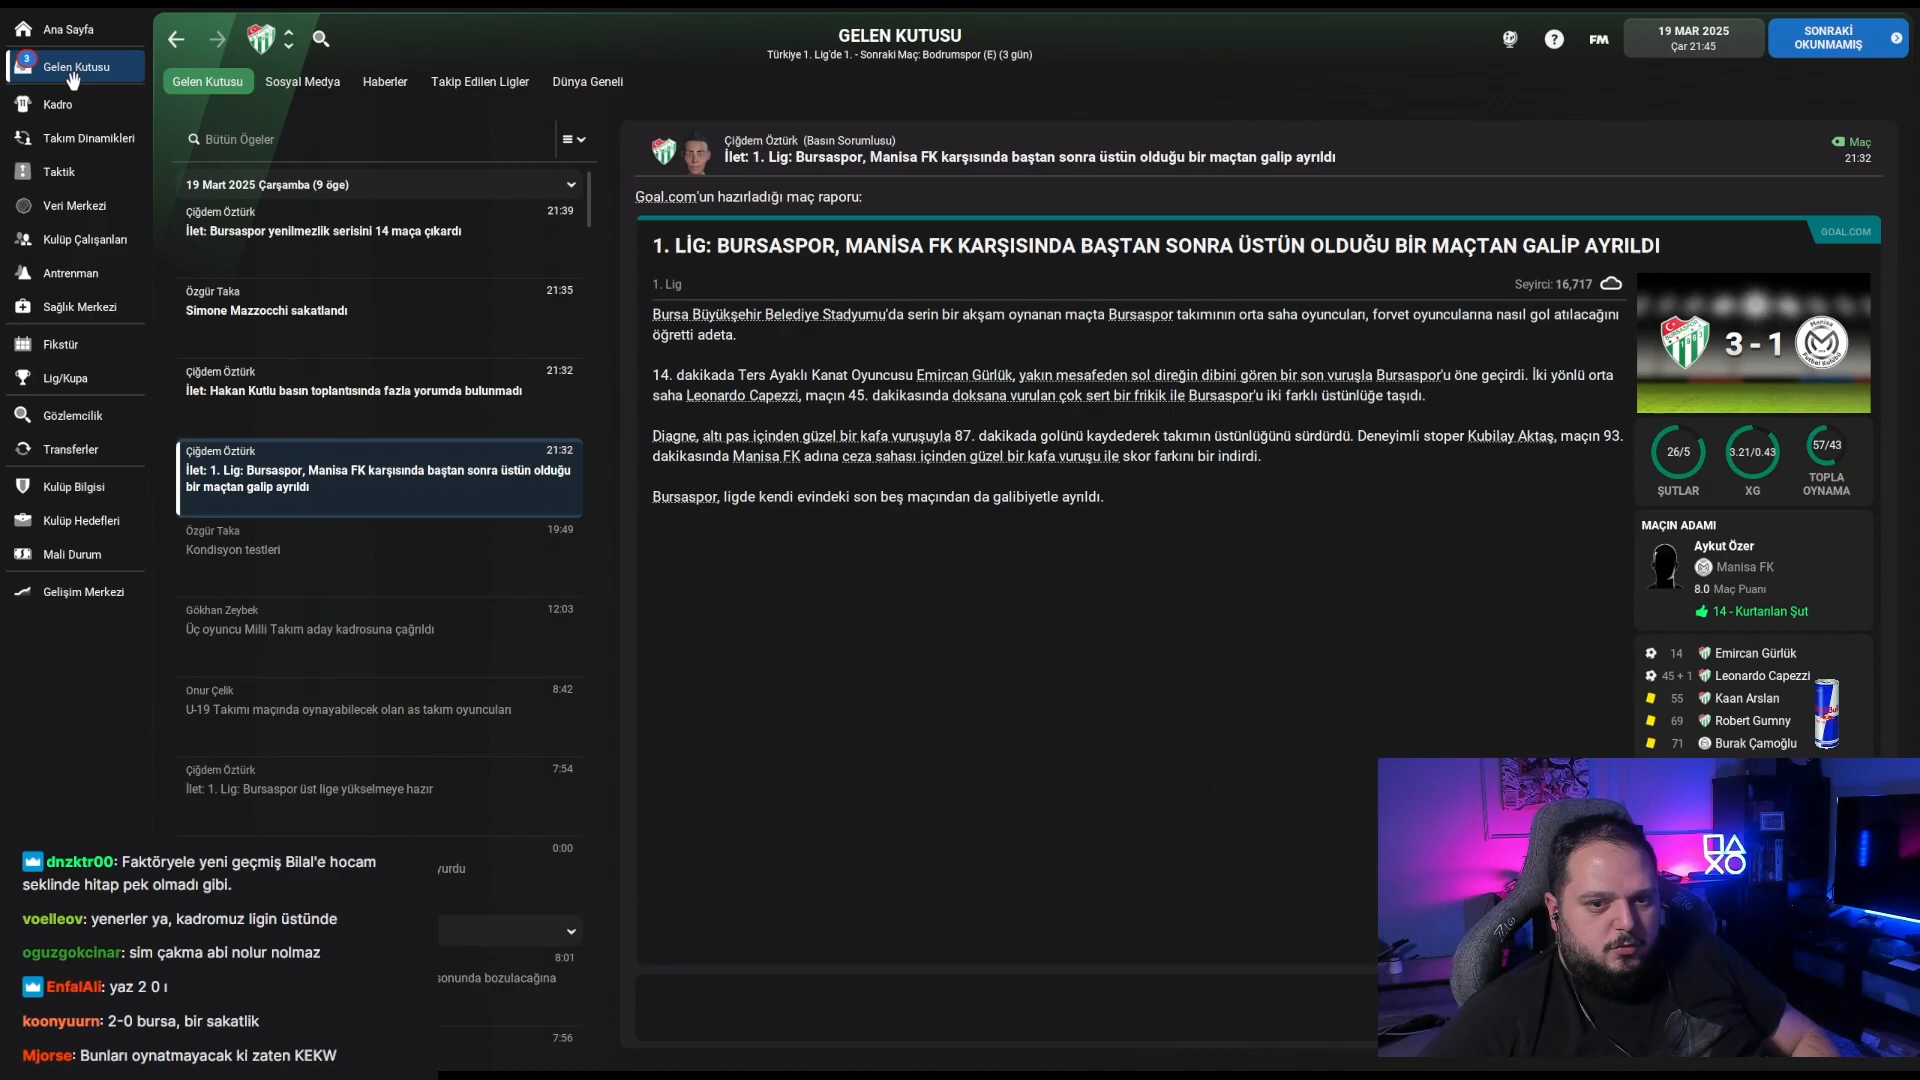 Ana Sayfa
3
Gelen Kutusu
Kadro
Takım Dinamikleri
Taktik
Veri Merkezi
Kulüp Çalışanları
Antrenman
Sağlık Merkezi
Fikstür
Lig/Kupa
Gözlemcilik
Transferler
Kulüp Bilgisi
Kulüp Hedefleri
Mali Durum
Gelişim Merkezi
GELEN KUTUSU
Türkiye 1. Lig'de 1. - Sonraki Maç: Bodrumspor (E) (3 gün)
FM
19 MAR 2025
Çar 21:45
SONRAKİ
OKUNMAMIŞ
Gelen Kutusu
Sosyal Medya
Haberler
Takip Edilen Ligler
Dünya Geneli
Bütün Ögeler
19 Mart 2025 Çarşamba (9 öge)
Çiğdem Öztürk 21:39
İlet: Bursaspor yenilmezlik serisini 14 maça çıkardı
Özgür Taka 21:35
Simone Mazzocchi sakatlandı
Çiğdem Öztürk 21:32
İlet: Hakan Kutlu basın toplantısında fazla yorumda bulunmadı
Çiğdem Öztürk 21:32
İlet: 1. Lig: Bursaspor, Manisa FK karşısında baştan sonra üstün olduğu
bir maçtan galip ayrıldı
Özgür Taka 19:49
Kondisyon testleri
Gökhan Zeybek 12:03
Üç oyuncu Milli Takım aday kadrosuna çağrıldı
Onur Çelik 8:42
U-19 Takımı maçında oynayabilecek olan as takım oyuncuları
Çiğdem Öztürk 7:54
İlet: 1. Lig: Bursaspor üst lige yükselmeye hazır
0:00
yurdu
8:01
sonunda bozulacağına
7:56
Çiğdem Öztürk (Basın Sorumlusu)
İlet: 1. Lig: Bursaspor, Manisa FK karşısında baştan sonra üstün olduğu bir maçtan galip ayrıldı
Maç
21:32
Goal.com'un hazırladığı maç raporu:
GOAL.COM
1. LİG: BURSASPOR, MANİSA FK KARŞISINDA BAŞTAN SONRA ÜSTÜN OLDUĞU BİR MAÇTAN GALİP AYRILDI
1. Lig
Seyirci: 16,717
Bursa Büyükşehir Belediye Stadyumu'da serin bir akşam oynanan maçta Bursaspor takımının orta saha oyuncuları, forvet oyuncularına nasıl gol atılacağını
öğretti adeta.
14. dakikada Ters Ayaklı Kanat Oyuncusu Emircan Gürlük, yakın mesafeden sol direğin dibini gören bir son vuruşla Bursaspor'u öne geçirdi. İki yönlü orta
saha Leonardo Capezzi, maçın 45. dakikasında doksana vurulan çok sert bir frikik ile Bursaspor'u iki farklı üstünlüğe taşıdı.
Diagne, altı pas içinden güzel bir kafa vuruşuyla 87. dakikada golünü kaydederek takımın üstünlüğünü sürdürdü. Deneyimli stoper Kubilay Aktaş, maçın 93.
dakikasında Manisa FK adına ceza sahası içinden güzel bir kafa vuruşu ile skor farkını bir indirdi.
Bursaspor, ligde kendi evindeki son beş maçından da galibiyetle ayrıldı.
3 - 1
26/5
ŞUTLAR
3.21/0.43
XG
57/43
TOPLA
OYNAMA
MAÇIN ADAMI
Aykut Özer
Manisa FK
8.0 Maç Puanı
14 - Kurtarılan Şut
14 Emircan Gürlük
45 + 1 Leonardo Capezzi
55 Kaan Arslan
69 Robert Gumny
71 Burak Çamoğlu
dnzktr00: Faktöryele yeni geçmiş Bilal'e hocam
seklinde hitap pek olmadı gibi.
voelleov: yenerler ya, kadromuz ligin üstünde
oguzgokcinar: sim çakma abi nolur nolmaz
EnfalAli: yaz 2 0 ı
koonyuurn: 2-0 bursa, bir sakatlik
Mjorse: Bunları oynatmayacak ki zaten KEKW